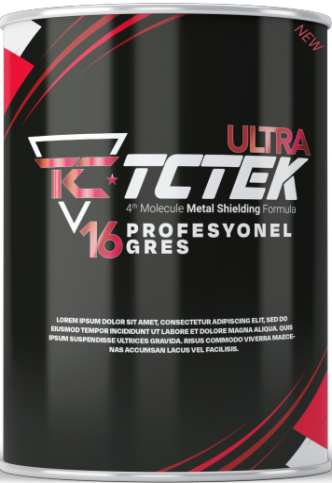 NEW
ULTRA
TC TCTEK
4th Molecule Metal Shielding Formula
16 PROFESYONEL
GRES
LOREM IPSUM DOLOR SIT AMET, CONSECTETUR ADIPISCING ELIT, SED DO
EIUSMOD TEMPOR INCIDIDUNT UT LABORE ET DOLORE MAGNA ALIQUA. QUIS
IPSUM SUSPENDISSE ULTRICES GRAVIDA. RISUS COMMODO VIVERRA MAECE-
NAS ACCUMSAN LACUS VEL FACILISIS.